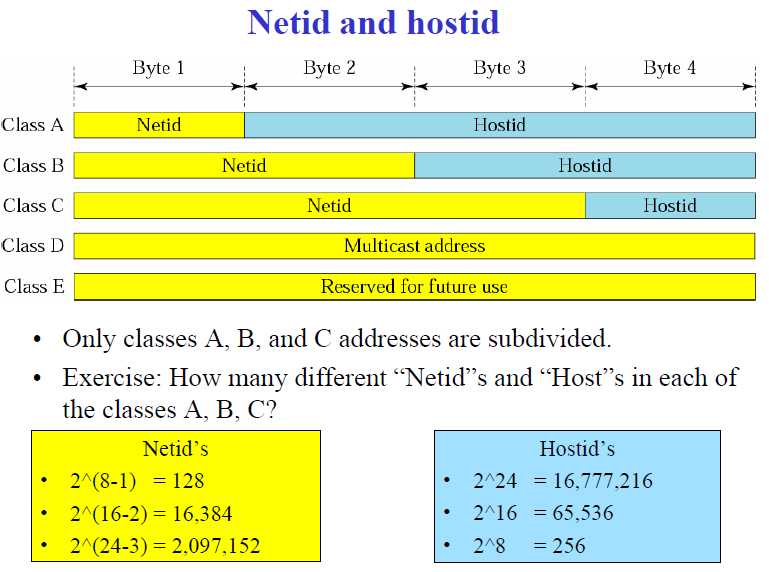 Netid and hostid
Byte 1 Byte 2 Byte 3 Byte 4
Class A Netid Hostid
Class B Netid Hostid
Class C Netid Hostid
Class D Multicast address
Class E Reserved for future use
• Only classes A, B, and C addresses are subdivided.
• Exercise: How many different “Netid”s and “Host”s in each of
the classes A, B, C?
Netid’s
• 2^(8-1) = 128
• 2^(16-2) = 16,384
• 2^(24-3) = 2,097,152
Hostid’s
• 2^24 = 16,777,216
• 2^16 = 65,536
• 2^8 = 256